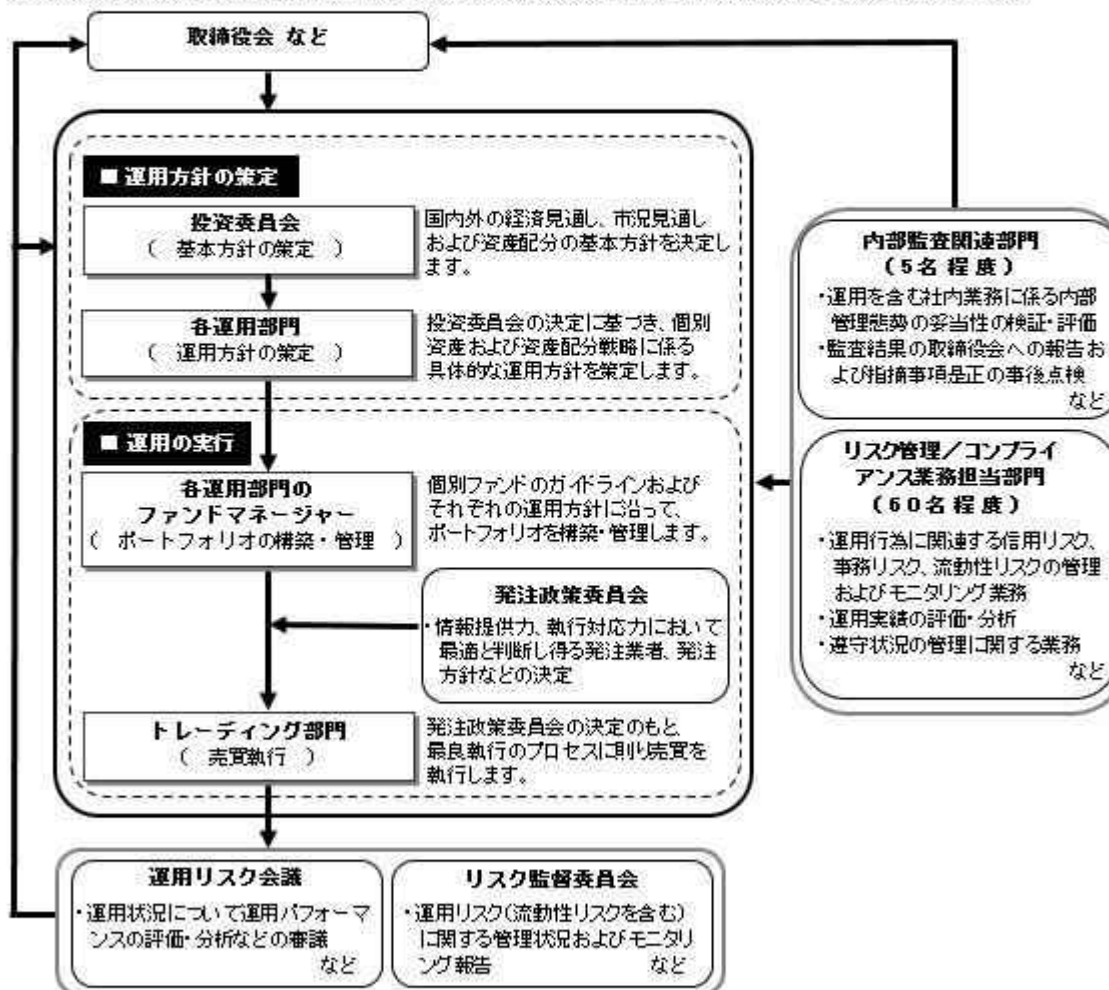 取締役会 など
■ 運用方針の策定
投資委員会
（ 基本方針の策定 ）
国内外の経済見通し、市況見通し
および資産配分の基本方針を決定し
ます。
各運用部門
（ 運用方針の策定 ）
投資委員会の決定に基づき、個別
資産および資産配分戦略に係る
具体的な運用方針を策定します。
■ 運用の実行
各運用部門の
ファンドマネージャー
（ ポートフォリオの構築・管理 ）
個別ファンドのガイドラインおよび
それぞれの運用方針に沿って、
ポートフォリオを構築・管理します。
発注政策委員会
・情報提供力、執行対応力において
最適と判断し得る発注業者、発注
方針などの決定
トレーディング部門
（ 売買執行 ）
発注政策委員会の決定のもと
最良執行のプロセスに則り売買を
執行します。
内部監査関連部門
（5名程度）
・運用を含む社内業務に係る内部
管理態勢の妥当性の検証・評価
・監査結果の取締役会への報告お
よび指摘事項是正の事後点検
など
リスク管理／コンプライ
アンス業務担当部門
（60名程度）
・運用行為に関連する信用リスク、
事務リスク、流動性リスクの管理
およびモニタリング業務
・運用実績の評価・分析
・遵守状況の管理に関する業務
など
運用リスク会議
・運用状況について運用パフォーマ
ンスの評価・分析などの審議
など
リスク監督委員会
・運用リスク（流動性リスクを含む）
に関する管理状況およびモニタリ
ング報告 など